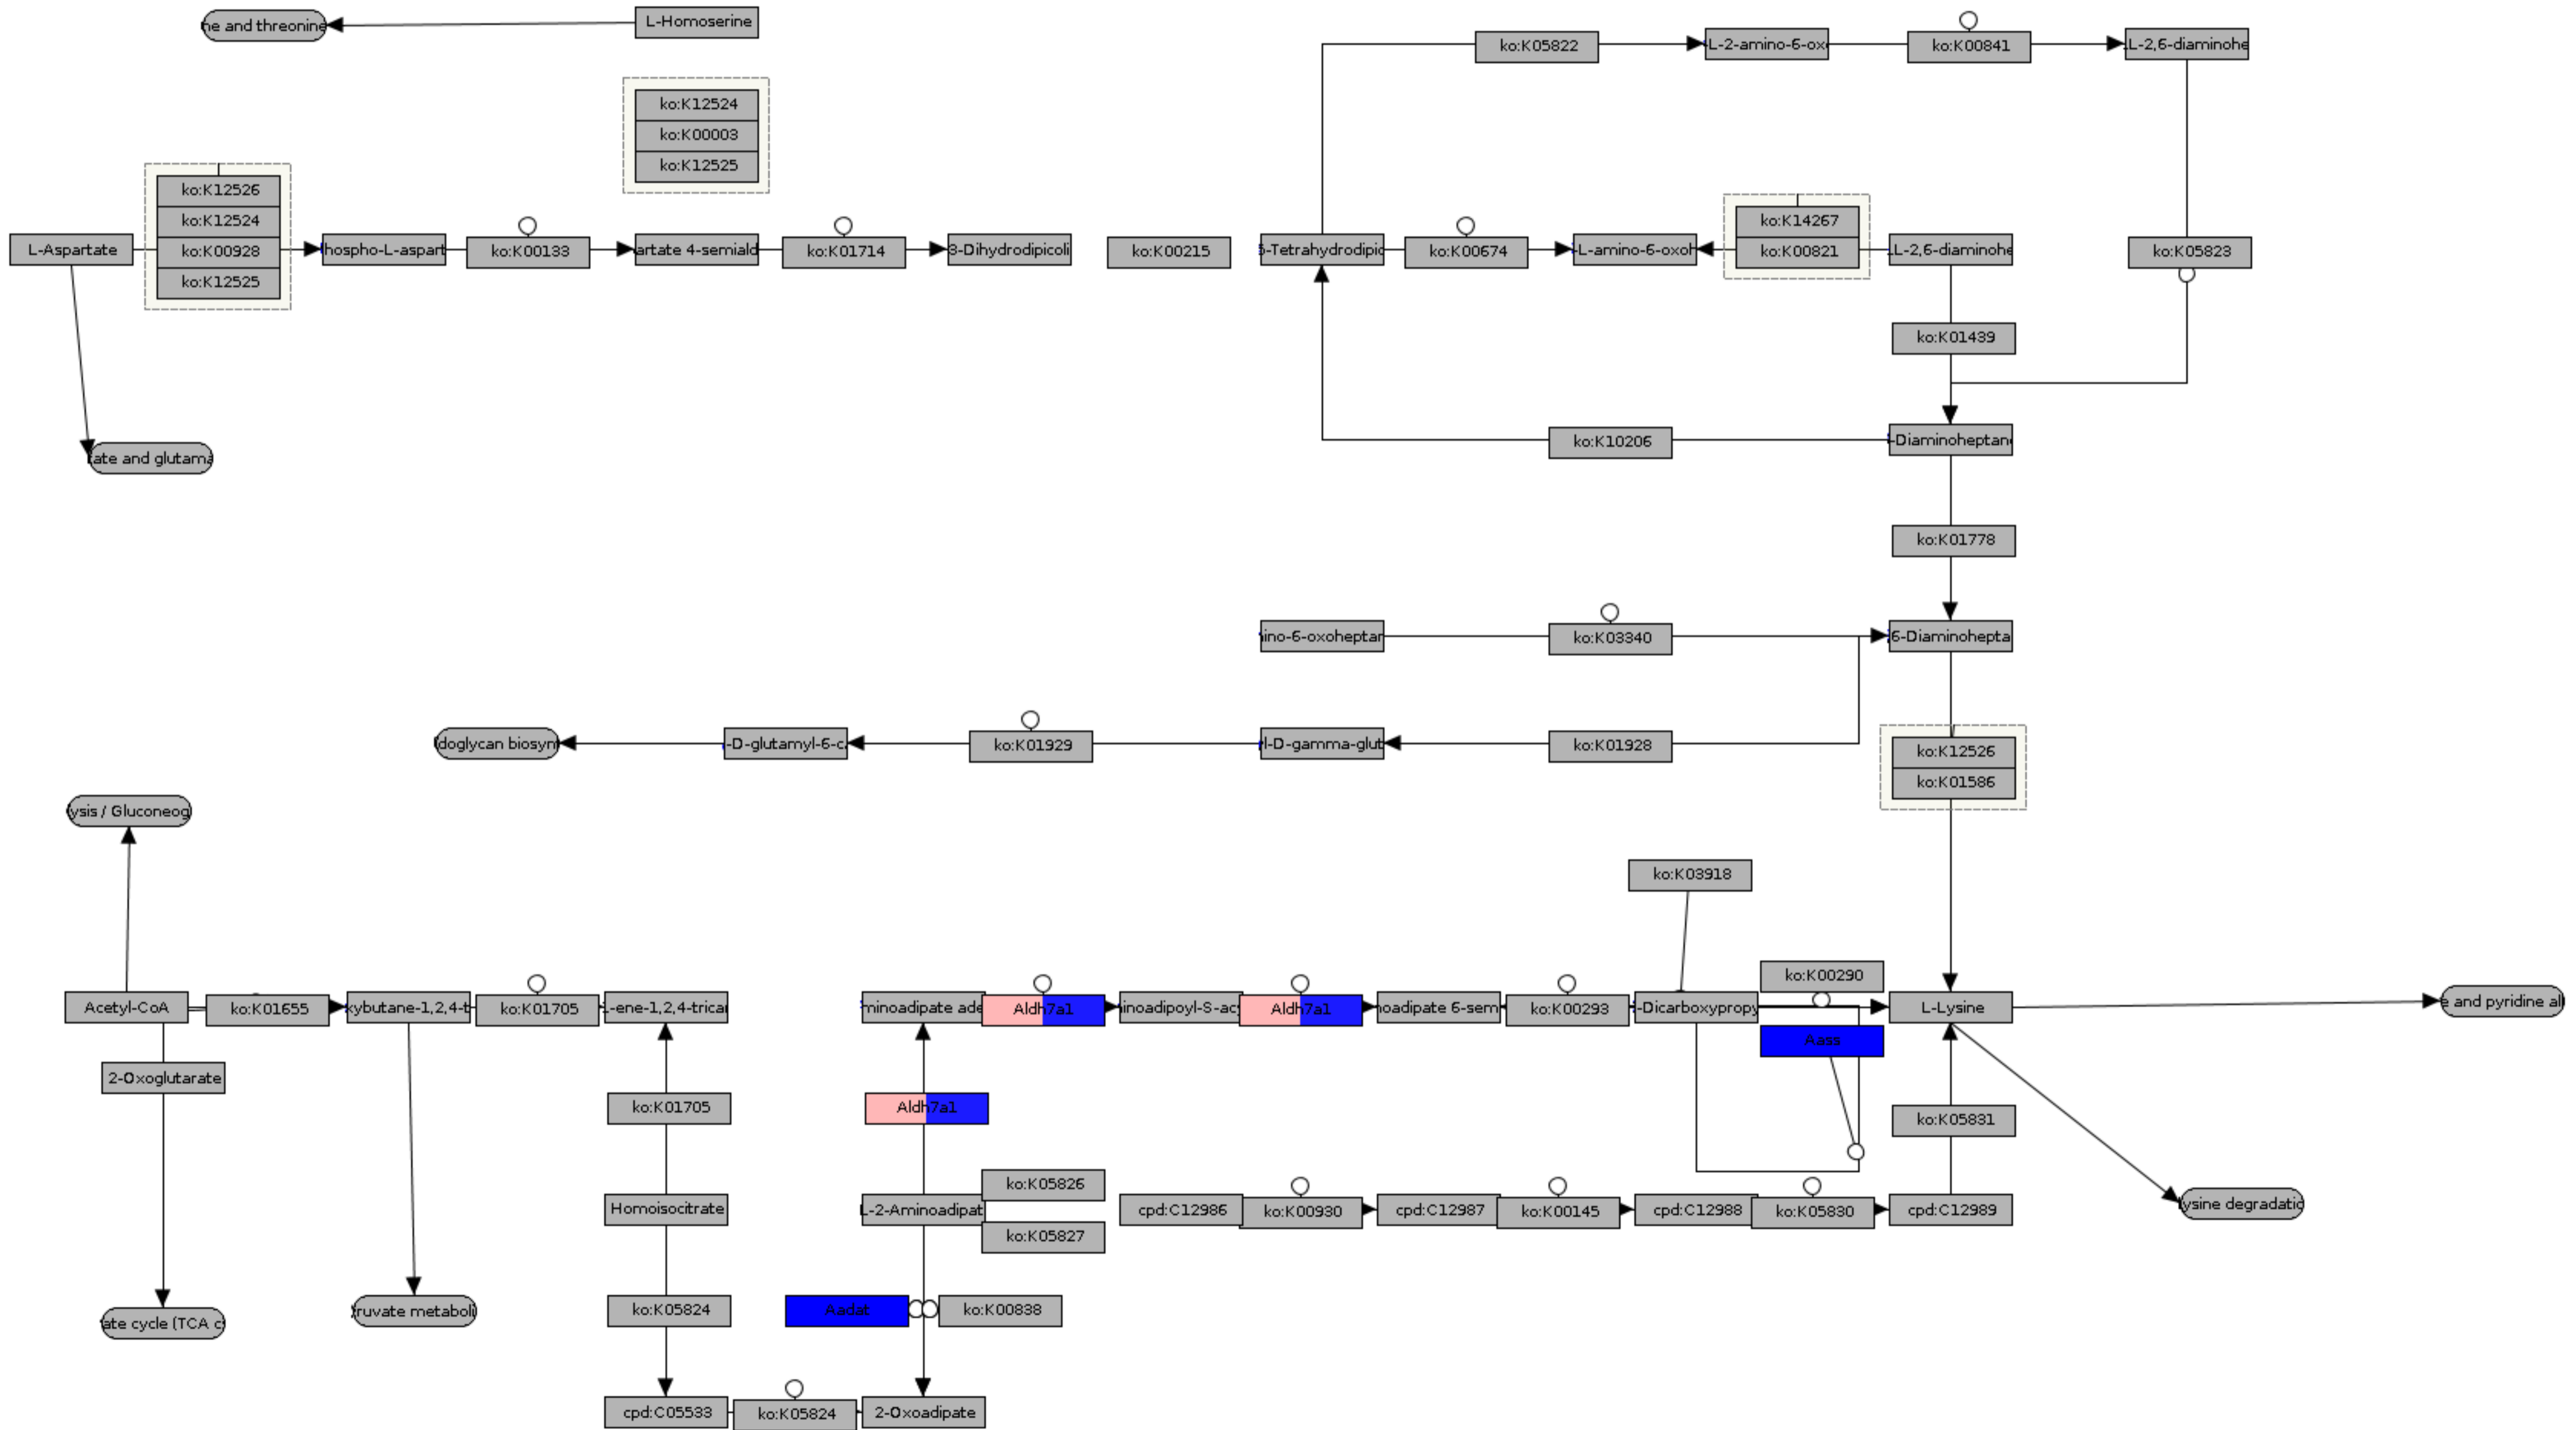 ne and threonine
L-Homoserine
ko:K05822
L-2-amino-6-ox
ko:K00841
L-2,6-diaminohe
ko:K12524
ko:K00003
ko:K12525
ko:K12526
ko:K12524
ko:K00928
ko:K12525
L-Aspartate
hospho-L-aspart
ko:K00133
artate 4-semiald
ko:K01714
3-Dihydrodipicoli
ko:K00215
5-Tetrahydrodipic
ko:K00674
L-amino-6-oxoh
ko:K14267
ko:K00821
L-2,6-diaminohe
ko:K05823
ko:K01439
ate and glutama
ko:K10206
-Diaminoheptan
ko:K01778
ino-6-oxoheptan
ko:K03340
6-Diaminohepta
doglycan biosyn
-D-glutamyl-6-c
ko:K01929
l-D-gamma-glut
ko:K01928
ko:K12526
ko:K01586
ysis / Gluconeog
ko:K03918
Acetyl-CoA
ko:K01655
xybutane-1,2,4-t
ko:K01705
-ene-1,2,4-trica
minoadipate ade
Aldh7a1
inoadipoyl-S-ac
Aldh7a1
noadipate 6-sem
ko:K00293
-Dicarboxypropy
ko:K00290
Aass
L-Lysine
e and pyridine al
2-Oxoglutarate
ko:K01705
Aldh7a1
ko:K05831
Homoisocitrate
L-2-Aminoadipat
ko:K05826
ko:K05827
cpd:C12986
ko:K00930
cpd:C12987
ko:K00145
cpd:C12988
ko:K05830
cpd:C12989
ysine degradatio
ate cycle (TCA c
ruvate metaboli
ko:K05824
Aadat
ko:K00838
cpd:C05533
ko:K05824
2-Oxoadipate